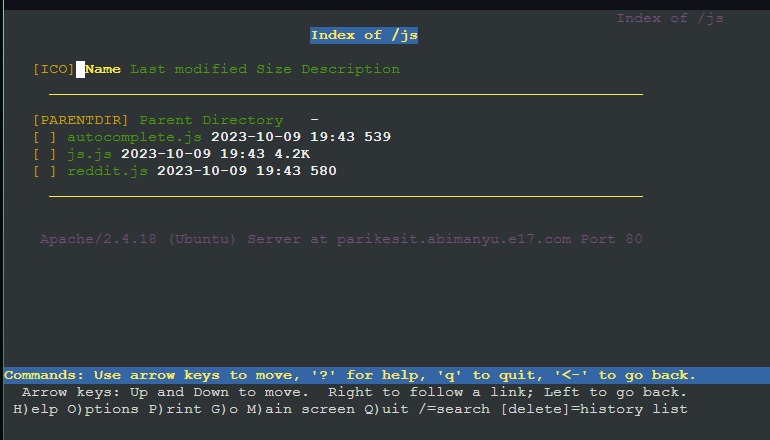 Index of /js
Index of /js
[ICO] Name Last modified Size Description
[PARENTDIR] Parent Directory -
[ ] autocomplete.js 2023-10-09 19:43 539
[ ] js.js 2023-10-09 19:43 4.2K
[ ] reddit.js 2023-10-09 19:43 580
Apache/2.4.18 (Ubuntu) Server at parikesit.abimanyu.e17.com Port 80
Commands: Use arrow keys to move, '?' for help, 'q' to quit, '<-' to go back.
Arrow keys: Up and Down to move. Right to follow a link; Left to go back.
H)elp O)ptions P)rint G)o M)ain screen Q)uit /=search [delete]=history list